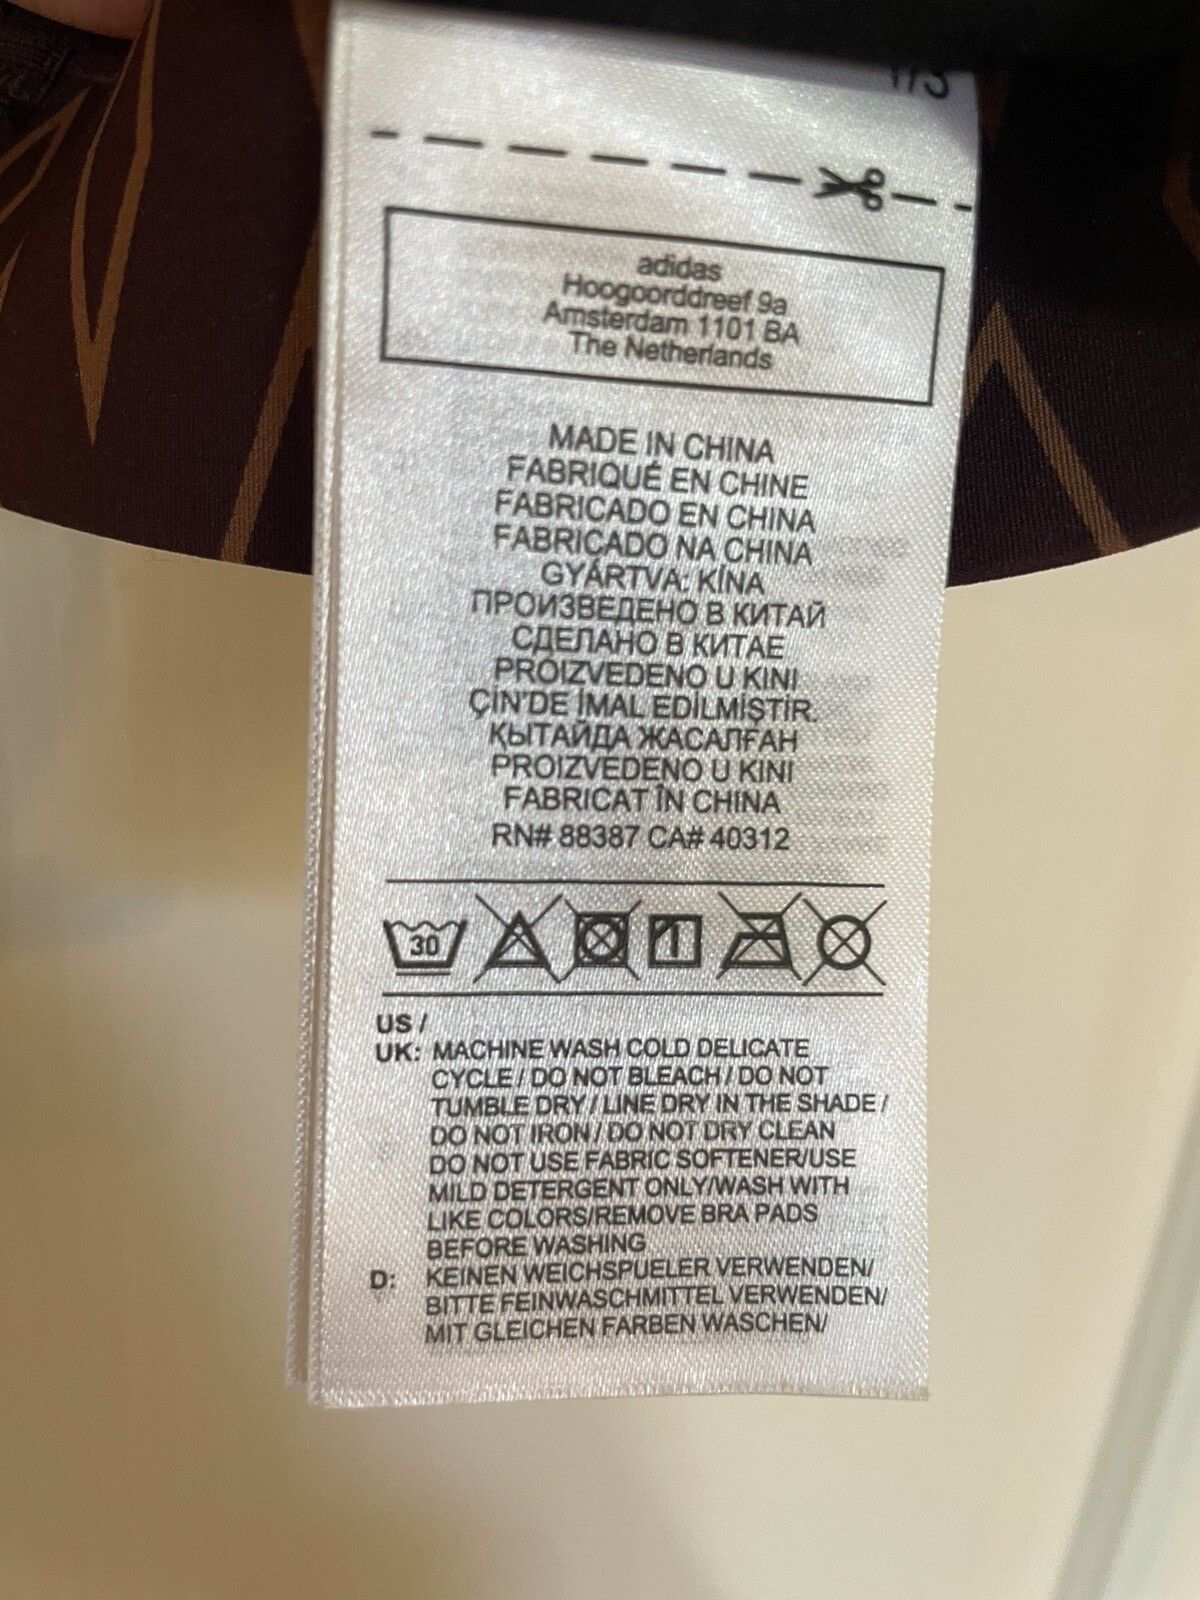 1/3
adidas
Hoogoorddreef 9a
Amsterdam 1101 BA
The Netherlands
MADE IN CHINA
FABRIQUÉ EN CHINE
FABRICADO EN CHINA
FABRICADO NA CHINA
GYÁRTVA: KÍNA
ПРОИЗВЕДЕНО В КИТАЙ
СДЕЛАНО В КИТАЕ
PROIZVEDENO U KINI
ÇİN'DE İMAL EDİLMİŞTİR.
ҚЫТАЙДА ЖАСАЛҒАН
PROIZVEDENO U KINI
FABRICAT ÎN CHINA
RN# 88387 CA# 40312
30
US /
UK: MACHINE WASH COLD DELICATE
CYCLE / DO NOT BLEACH / DO NOT
TUMBLE DRY / LINE DRY IN THE SHADE /
DO NOT IRON / DO NOT DRY CLEAN
DO NOT USE FABRIC SOFTENER/USE
MILD DETERGENT ONLY/WASH WITH
LIKE COLORS/REMOVE BRA PADS
BEFORE WASHING
D: KEINEN WEICHSPUELER VERWENDEN/
BITTE FEINWASCHMITTEL VERWENDEN/
MIT GLEICHEN FARBEN WASCHEN/